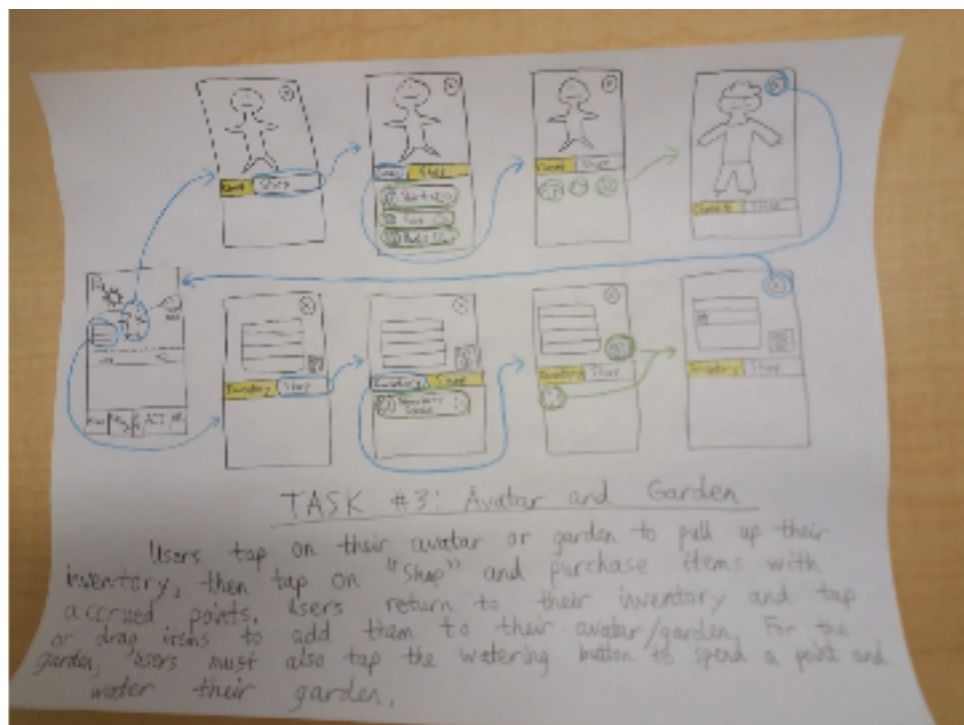 Shop
Shop
Shop
Shop
Inventory Shop
Inventory Shop
Inventory Shop
Inventory Shop
TASK #3: Avatar and Garden
Users tap on their avatar or garden to pull up their
inventory, then tap on "Shop" and purchase items with
accrued points. Users return to their inventory and tap
or drag items to add them to their avatar/garden. For the
garden, users must also tap the watering button to spend a point and
water their garden.